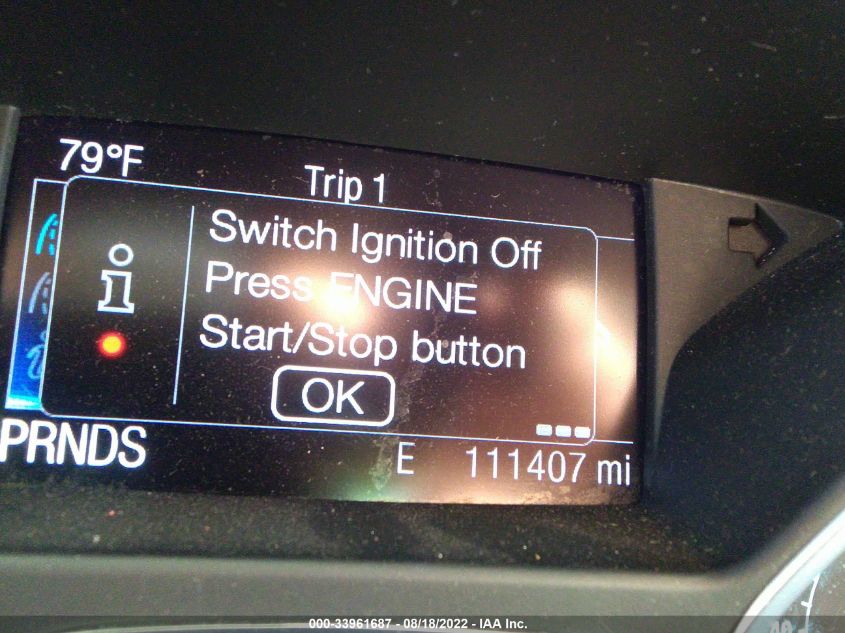 79°F
Trip 1
Switch Ignition Off
Press ENGINE
Start/Stop button
OK
PRNDS
E 111407 mi
000-33961687 - 08/18/2022 - IAA Inc.